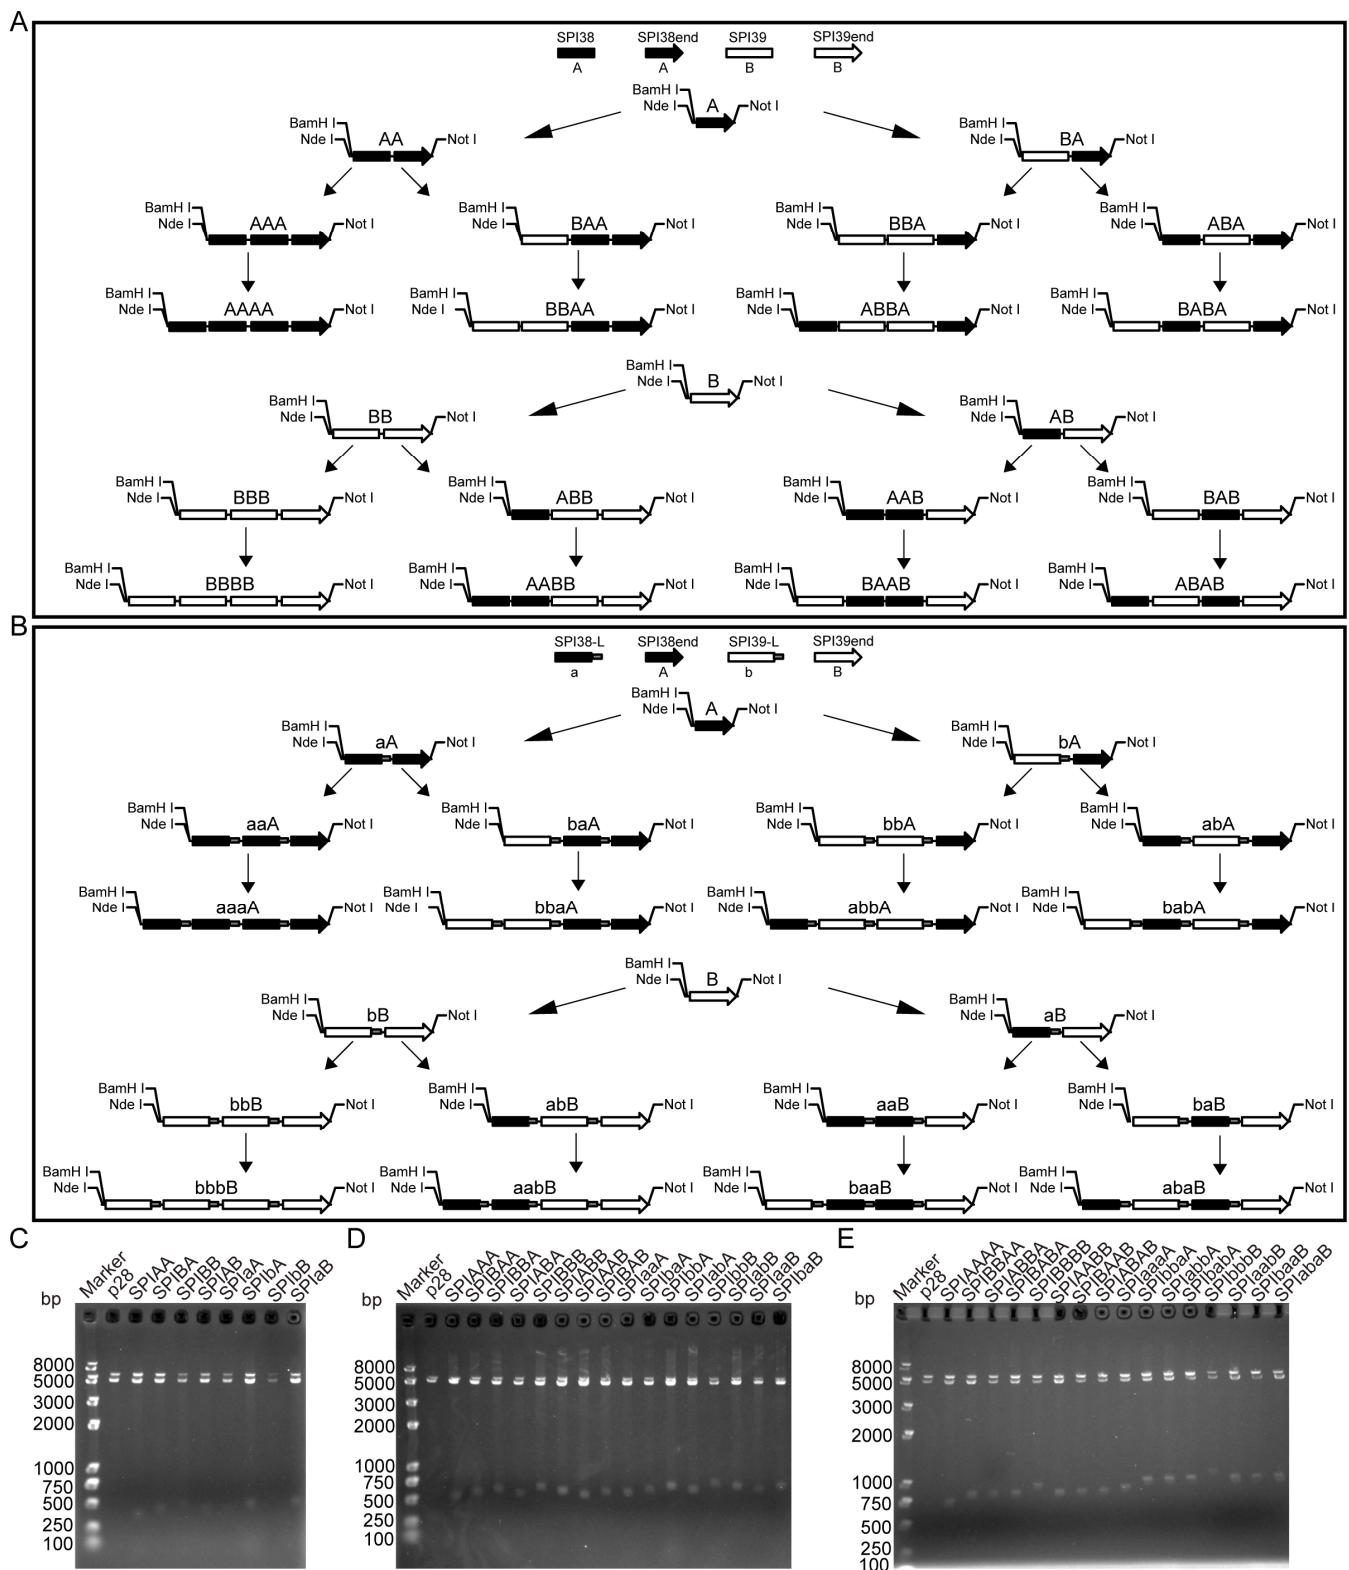 A
SPI38 SPI38end SPI39 SPI39end
A A B B
BamH I
Nde I A Not I
BamH I BamH I
Nde I AA Not I Nde I BA Not I
BamH I BamH I BamH I BamH I
Nde I AAA Not I Nde I BAA Not I Nde I BBA Not I Nde I ABA Not I
BamH I BamH I BamH I BamH I
Nde I AAAA Not I Nde I BBAA Not I Nde I ABBA Not I Nde I BABA Not I
BamH I
Nde I B Not I
BamH I BamH I
Nde I BB Not I Nde I AB Not I
BamH I BamH I BamH I BamH I
Nde I BBB Not I Nde I ABB Not I Nde I AAB Not I Nde I BAB Not I
BamH I BamH I BamH I BamH I
Nde I BBBB Not I Nde I AABB Not I Nde I BAAB Not I Nde I ABAB Not I
B
SPI38-L SPI38end SPI39-L SPI39end
a A b B
BamH I
Nde I A Not I
BamH I BamH I
Nde I aA Not I Nde I bA Not I
BamH I BamH I BamH I BamH I
Nde I aaA Not I Nde I baA Not I Nde I bbA Not I Nde I abA Not I
BamH I BamH I BamH I BamH I
Nde I aaaA Not I Nde I bbaA Not I Nde I abbA Not I Nde I babA Not I
BamH I
Nde I B Not I
BamH I BamH I
Nde I bB Not I Nde I aB Not I
BamH I BamH I BamH I BamH I
Nde I bbB Not I Nde I abB Not I Nde I aaB Not I Nde I baB Not I
BamH I BamH I BamH I BamH I
Nde I bbbB Not I Nde I aabB Not I Nde I baaB Not I Nde I abaB Not I
C
Marker
p28
SPIAA
SPIBA
SPIBB
SPIAB
SPIaA
SPIbA
SPIbB
SPIaB
bp
8000
5000
3000
2000
1000
750
500
250
100
D
Marker
p28
SPIAAA
SPIBAA
SPIBBA
SPIABA
SPIBBB
SPIABB
SPIAAB
SPIBAB
SPIaaA
SPIbaA
SPIbbA
SPIabA
SPIbbB
SPIabB
SPIaaB
SPIbaB
bp
8000
5000
3000
2000
1000
750
500
250
100
E
Marker
p28
SPIAAAA
SPIBBAA
SPIABBA
SPIBABA
SPIBBBB
SPIAABB
SPIBAAB
SPIABAB
SPIaaaA
SPIbbaA
SPIabbA
SPIbabA
SPIbbbB
SPIaabB
SPIbaaB
SPIabaB
bp
8000
5000
3000
2000
1000
750
500
250
100